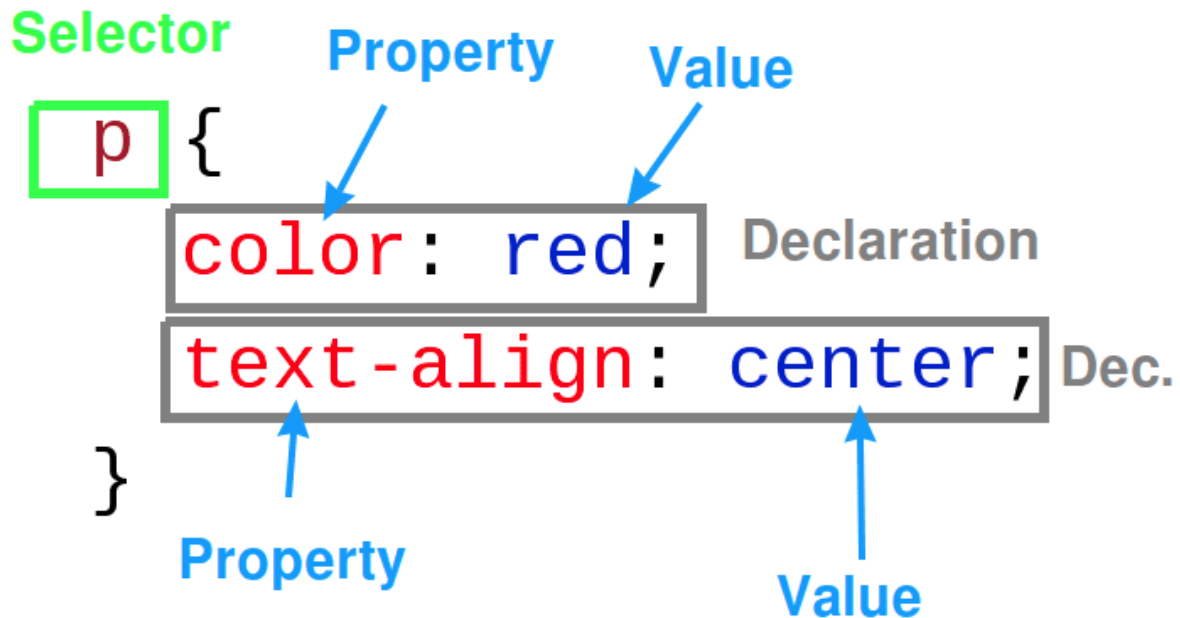 Selector
Property
Value
p {
color: red;
Declaration
text-align: center;
Dec.
}
Property
Value